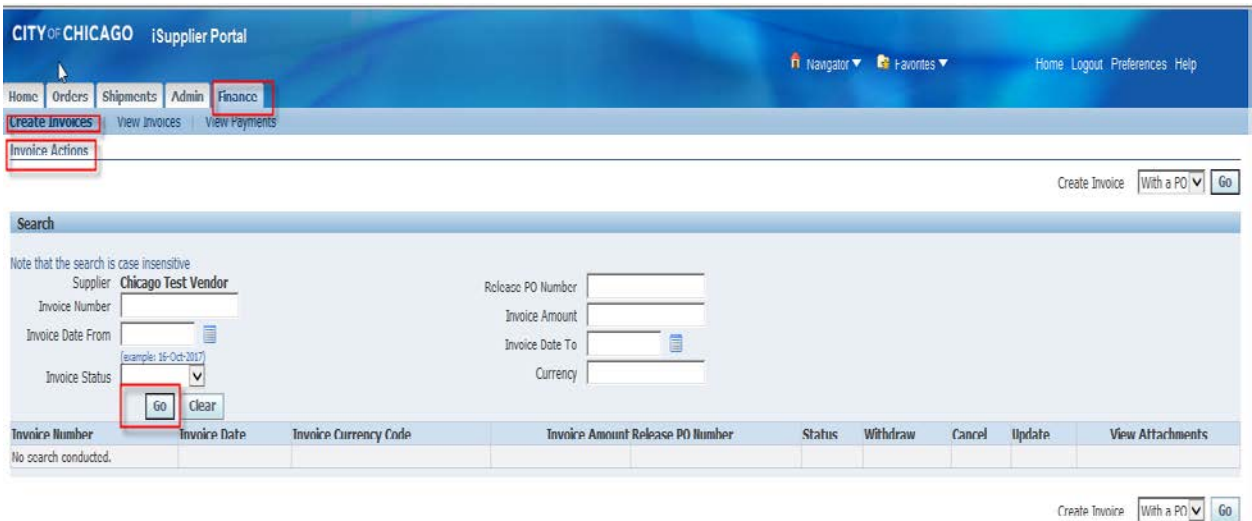 CITY OF CHICAGO iSupplier Portal
Navigator Favorites Home Logout Preferences Help
Home Orders Shipments Admin Finance
Create Invoices | View Invoices | View Payments
Invoice Actions
Create Invoice With a PO Go
Search
Note that the search is case insensitive
Supplier Chicago Test Vendor
Release PO Number
Invoice Number
Invoice Amount
Invoice Date From
Invoice Date To
(example: 16-Oct-2017)
Invoice Status
Currency
Go Clear
Invoice Number Invoice Date Invoice Currency Code Invoice Amount Release PO Number Status Withdraw Cancel Update View Attachments
No search conducted.
Create Invoice With a PO Go